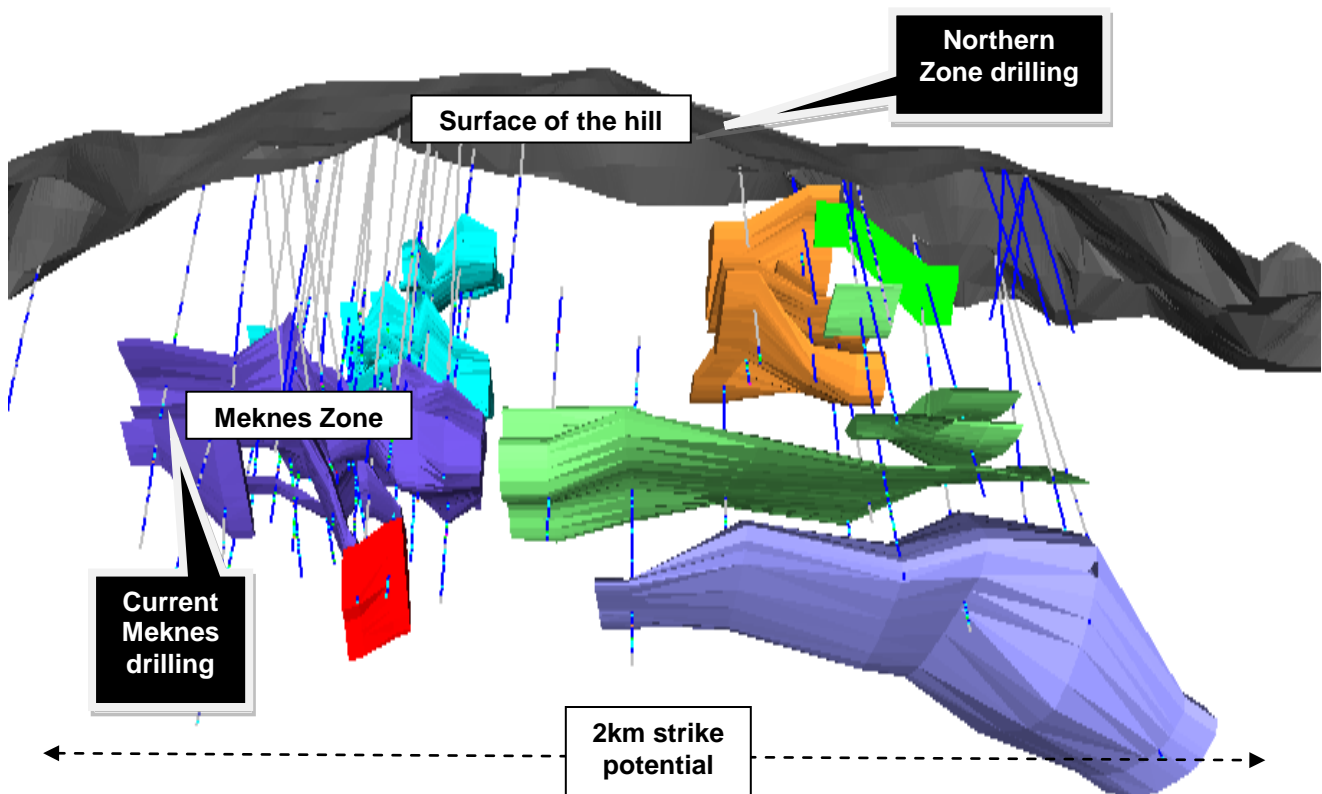 Northern
Zone drilling
Surface of the hill
Meknes Zone
Current
Meknes
drilling
2km strike
potential